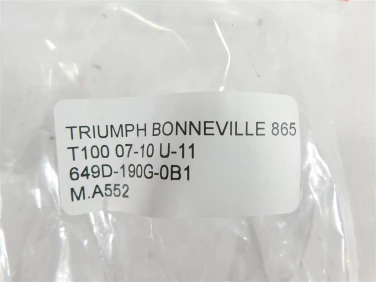 TRIUMPH BONNEVILLE 865
T100 07-10 U-11
649D-190G-0B1
M.A552